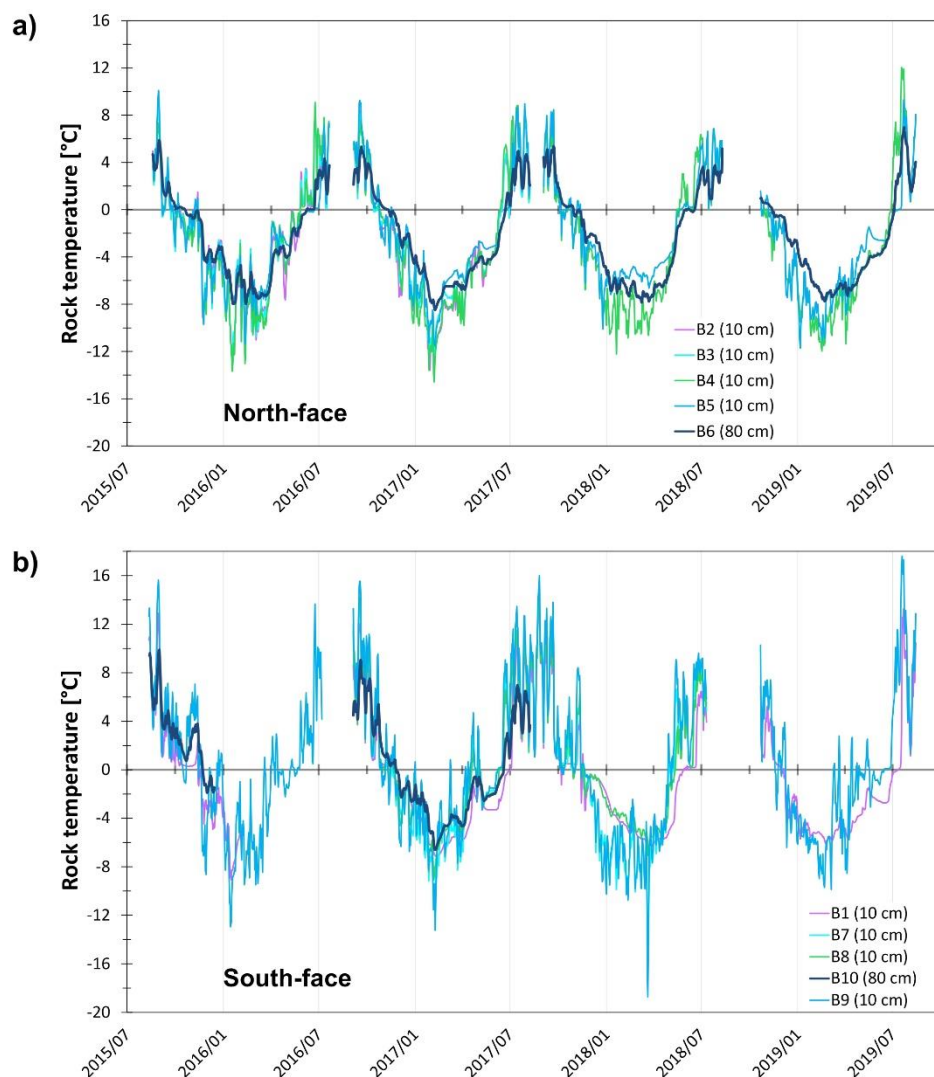 a)
Rock temperature [°C]
16
12
8
4
0
-4
-8
-12
-16
-20
B2 (10 cm)
B3 (10 cm)
B4 (10 cm)
B5 (10 cm)
B6 (80 cm)
North-face
2015/07
2016/01
2016/07
2017/01
2017/07
2018/01
2018/07
2019/01
2019/07
b)
Rock temperature [°C]
16
12
8
4
0
-4
-8
-12
-16
-20
B1 (10 cm)
B7 (10 cm)
B8 (10 cm)
B10 (80 cm)
B9 (10 cm)
South-face
2015/07
2016/01
2016/07
2017/01
2017/07
2018/01
2018/07
2019/01
2019/07